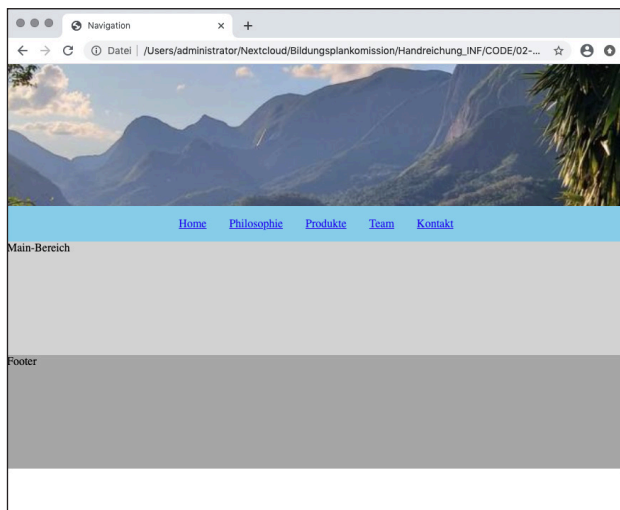 Navigation
Datei | /Users/administrator/Nextcloud/Bildungsplankomission/Handreichung_INF/CODE/02-...
Home Philosophie Produkte Team Kontakt
Main-Bereich
Footer